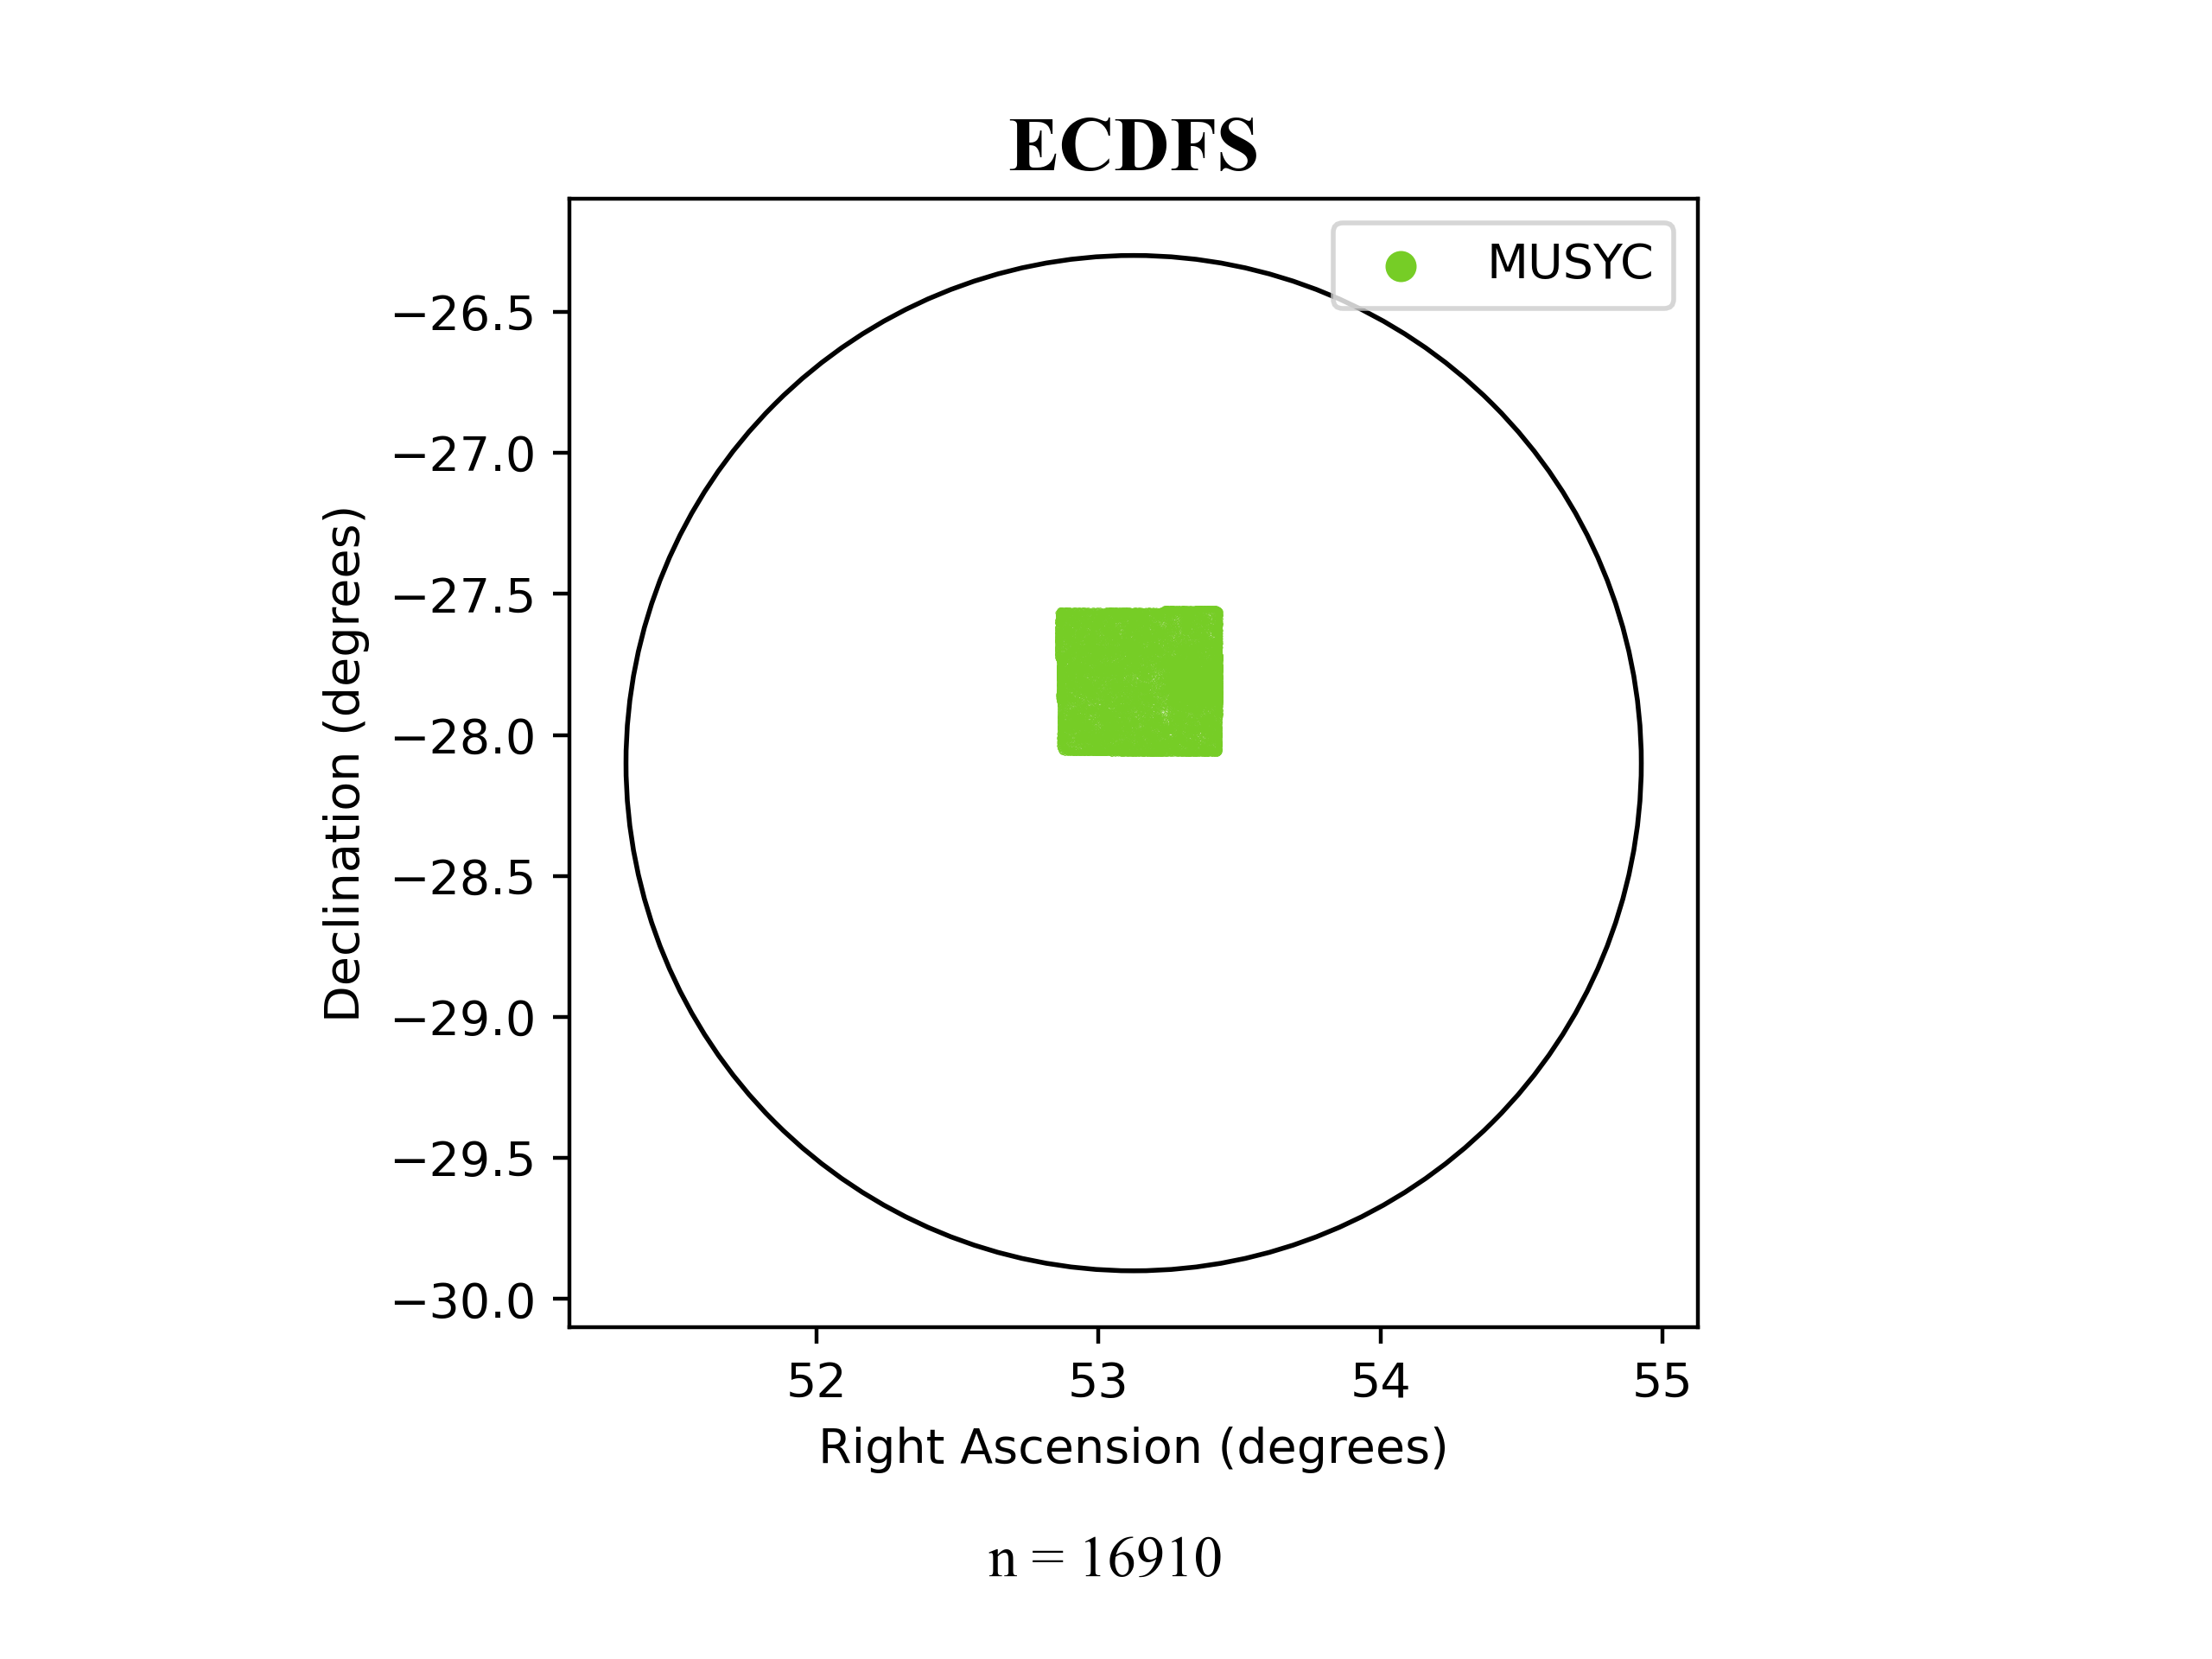 ECDFS
MUSYC
−26.5
−27.0
−27.5
−28.0
−28.5
−29.0
−29.5
−30.0
Declination (degrees)
52 53 54 55
Right Ascension (degrees)
n = 16910